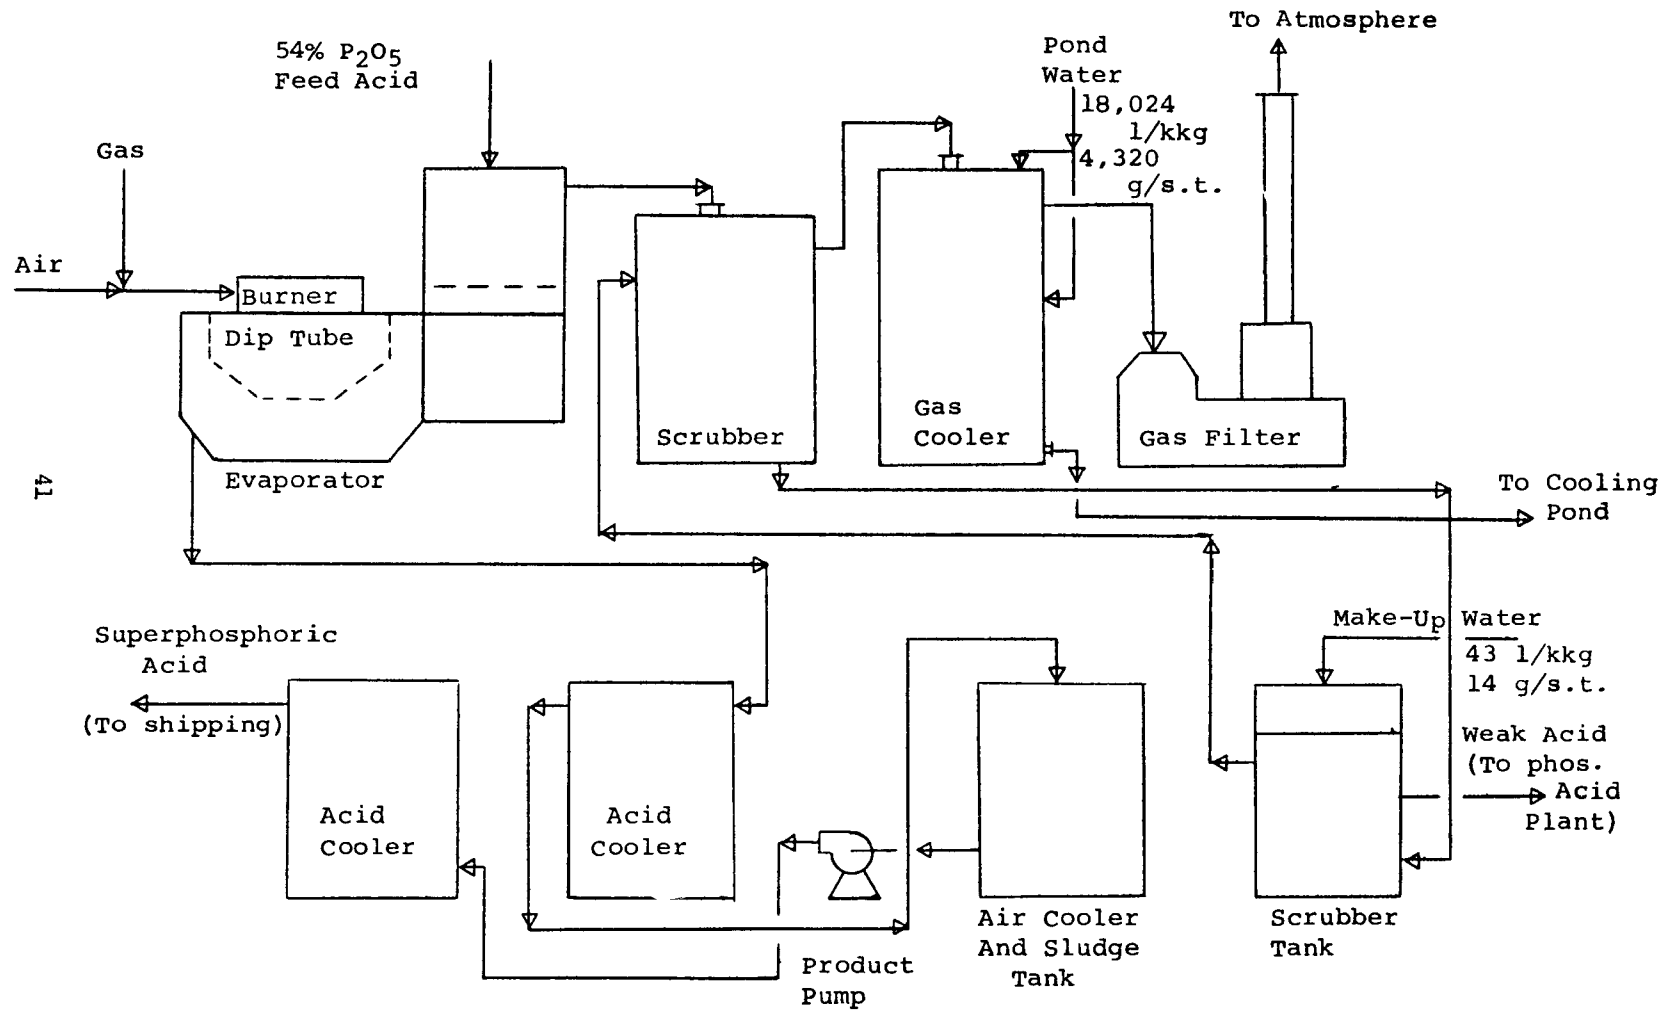 To Atmosphere
54% P2O5
Feed Acid
Pond
Water
18,024
l/kkg
4,320
g/s.t.
Gas
Air
Burner
Dip Tube
Evaporator
Scrubber
Gas
Cooler
Gas Filter
To Cooling
Pond
41
Superphosphoric
Acid
(To shipping)
Make-Up Water
43 l/kkg
14 g/s.t.
Weak Acid
(To phos.
Acid
Plant)
Acid
Cooler
Acid
Cooler
Air Cooler
And Sludge
Tank
Scrubber
Tank
Product
Pump